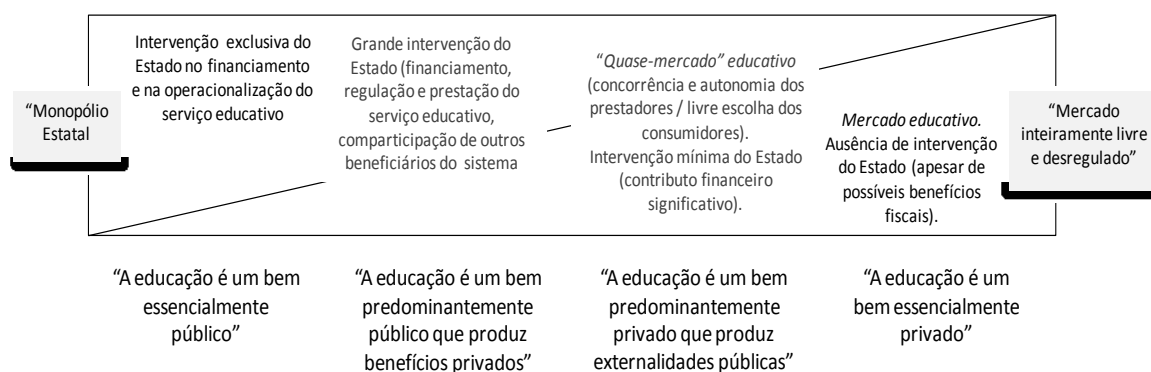 “Monopólio
Estatal
Intervenção exclusiva do
Estado no financiamento
e na operacionalização do
serviço educativo
Grande intervenção do
Estado (financiamento,
regulação e prestação do
serviço educativo,
comparticipação de outros
beneficiários do sistema
“Quase-mercado” educativo
(concorrência e autonomia dos
prestadores / livre escolha dos
consumidores).
Intervenção mínima do Estado
(contributo financeiro
significativo).
Mercado educativo.
Ausência de intervenção
do Estado (apesar de
possíveis benefícios
fiscais).
“Mercado
inteiramente livre
e desregulado”
“A educação é um bem
essencialmente
público”
“A educação é um bem
predominantemente
público que produz
benefícios privados”
“A educação é um bem
predominantemente
privado que produz
externalidades públicas”
“A educação é um
bem essencialmente
privado”